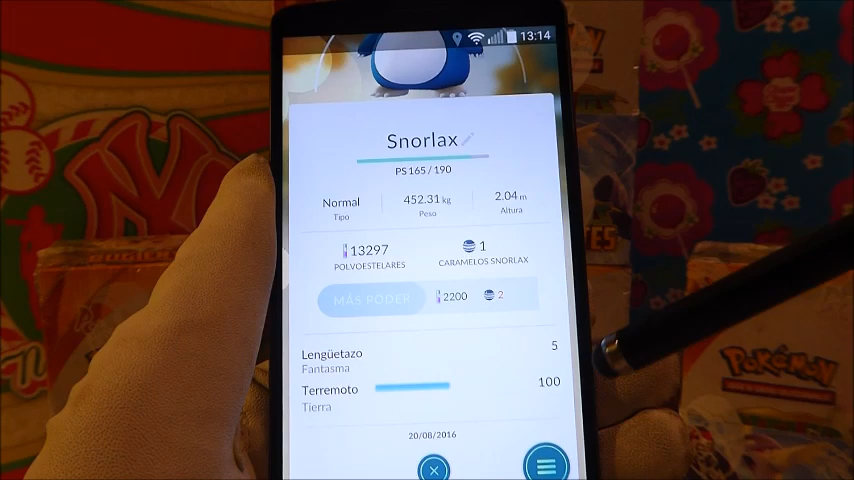 13:14
Snorlax
PS 165 / 190
Normal
Tipo
452.31 kg
Peso
2.04 m
Altura
13297
POLVOESTELARES
1
CARAMELOS SNORLAX
MÁS PODER
2200
2
Lengüetazo
5
Fantasma
Terremoto
100
Tierra
20/08/2016
POKéMON